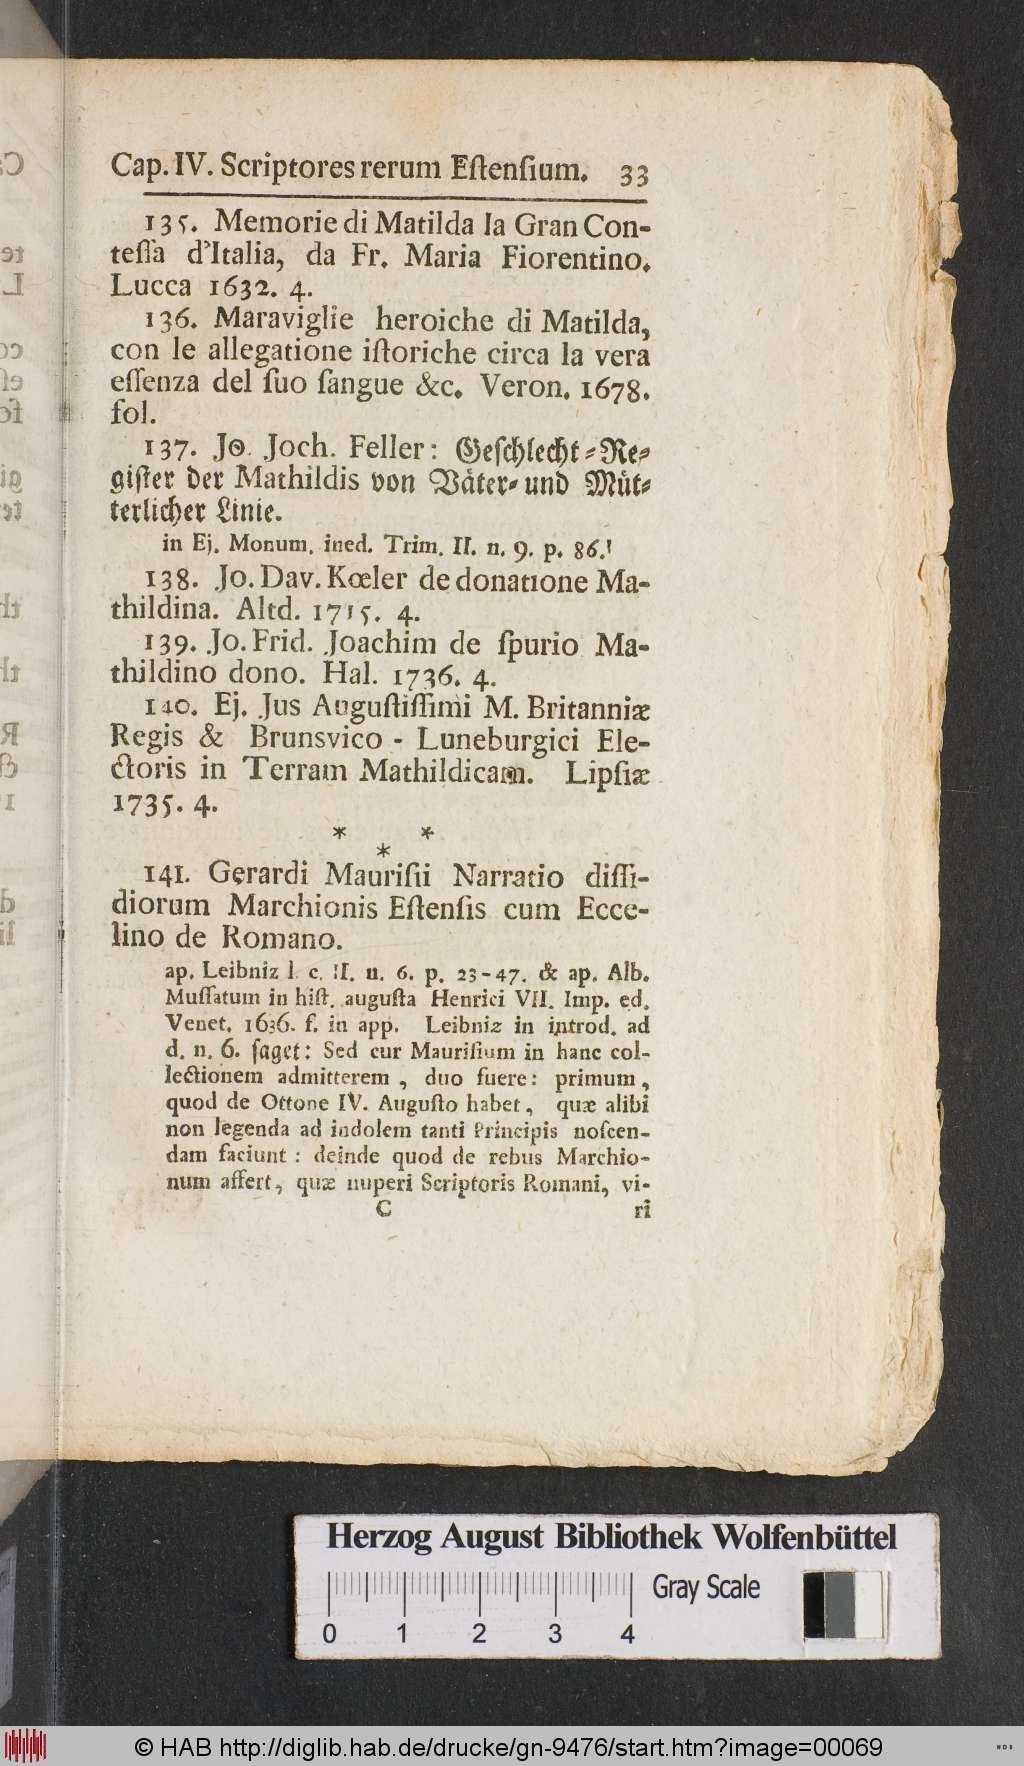 Cap. IV. Scriptores rerum Eſtenſium. 33
135. Memorie di Matilda la Gran Con-
teſſa d'Italia, da Fr. Maria Fiorentino.
Lucca 1632. 4.
136. Maraviglie heroiche di Matilda,
con le allegatione iſtoriche circa la vera
eſſenza del ſuo ſangue &c. Veron. 1678.
fol.
137. Jo. Joch. Feller: Geſchlecht-Re-
giſter der Mathildis von Väter- und Müt-
terlicher Linie.
in Ej. Monum. ined. Trim. II. n. 9. p. 86.
138. Jo. Dav. Kœler de donatione Ma-
thildina. Altd. 1715. 4.
139. Jo. Frid. Joachim de ſpurio Ma-
thildino dono. Hal. 1736. 4.
140. Ej. Jus Auguſtiſſimi M. Britanniæ
Regis & Brunsvico - Luneburgici Ele-
ctoris in Terram Mathildicam. Lipſiæ
1735. 4.
* *
*
141. Gerardi Mauriſii Narratio diſſi-
diorum Marchionis Eſtenſis cum Ecce-
lino de Romano.
ap. Leibniz l. c. II. n. 6. p. 23-47. & ap. Alb.
Muſſatum in hiſt. auguſta Henrici VII. Imp. ed.
Venet. 1636. f. in app. Leibniz in introd. ad
d. n. 6. ſaget: Sed cur Mauriſium in hanc col-
lectionem admitterem, duo fuere: primum,
quod de Ottone IV. Auguſto habet, quæ alibi
non legenda ad indolem tanti Principis noſcen-
dam faciunt: deinde quod de rebus Marchio-
num affert, quæ nuperi Scriptoris Romani, vi-
C ri
Herzog August Bibliothek Wolfenbüttel
Gray Scale
0 1 2 3 4
© HAB http://diglib.hab.de/drucke/gn-9476/start.htm?image=00069